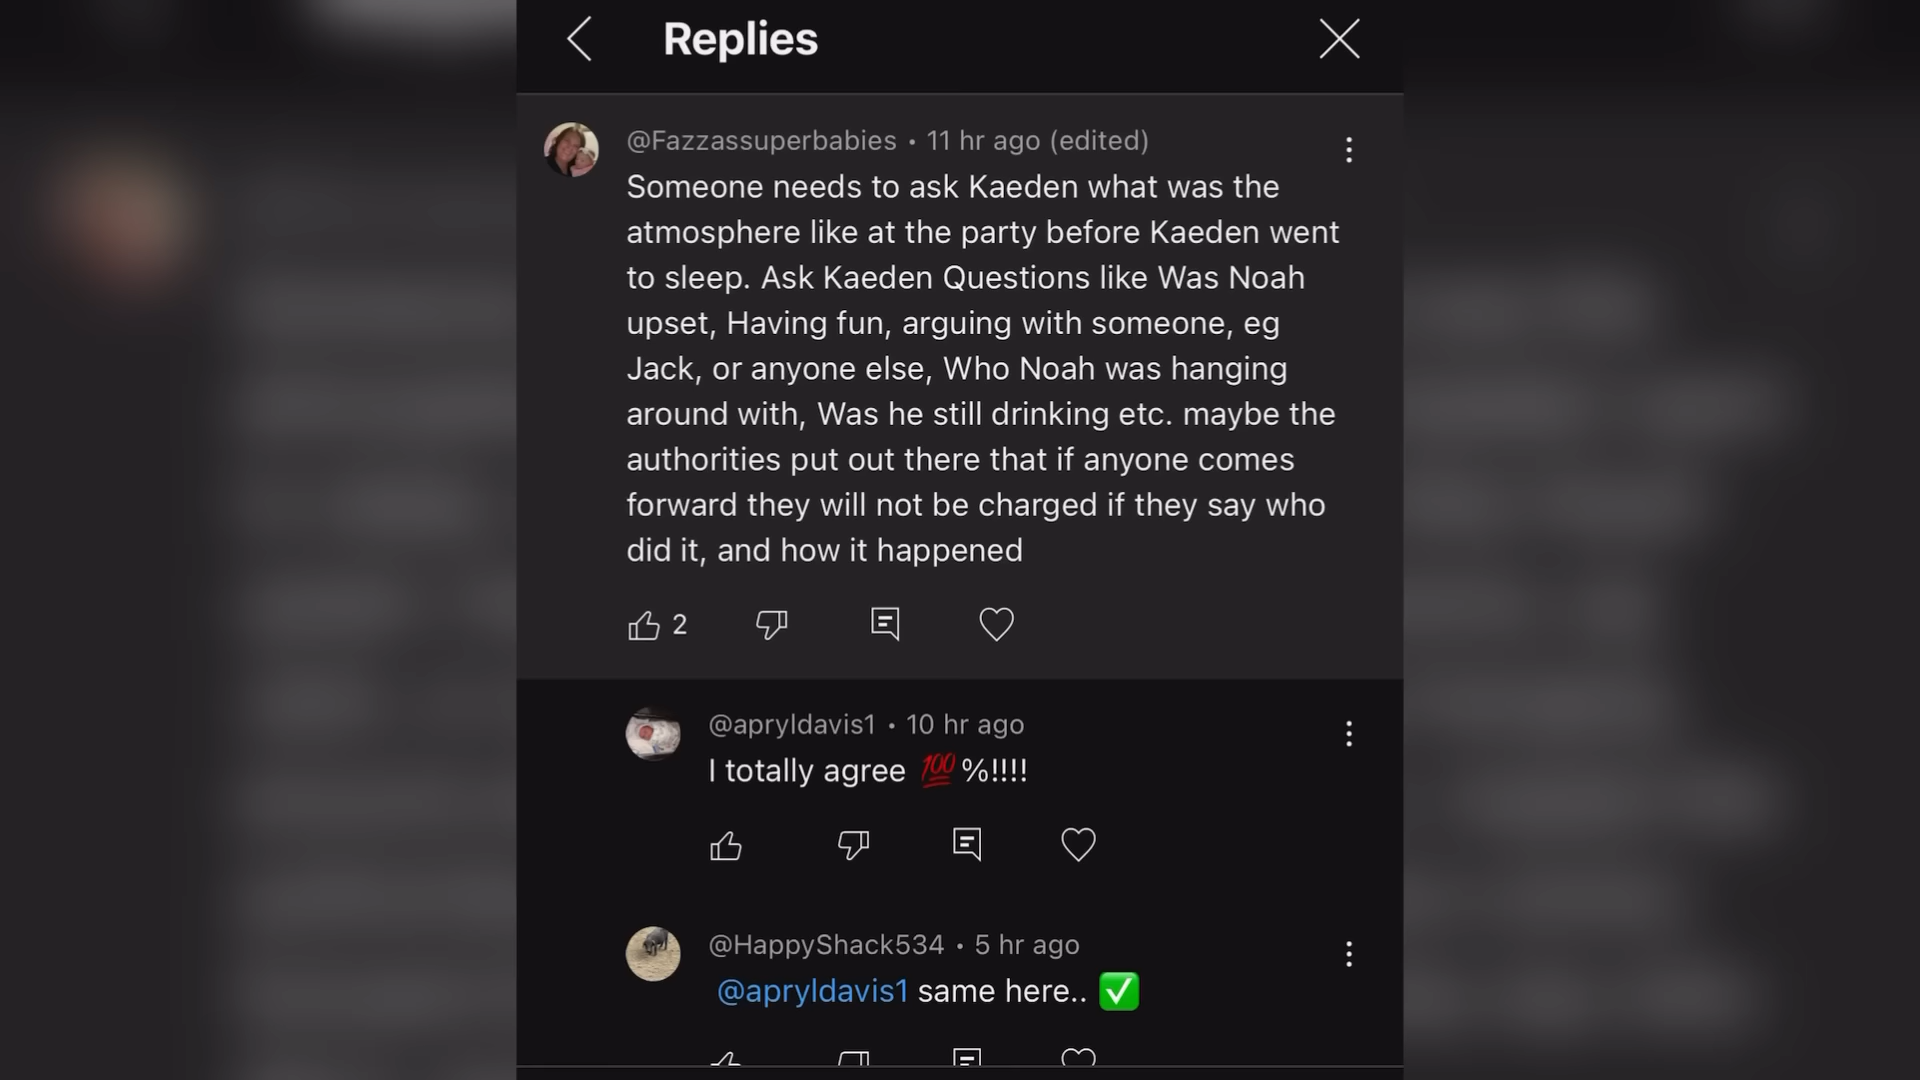 Replies
@Fazzassuperbabies • 11 hr ago (edited)
Someone needs to ask Kaeden what was the
atmosphere like at the party before Kaeden went
to sleep. Ask Kaeden Questions like Was Noah
upset, Having fun, arguing with someone, eg
Jack, or anyone else, Who Noah was hanging
around with, Was he still drinking etc. maybe the
authorities put out there that if anyone comes
forward they will not be charged if they say who
did it, and how it happened
2
@apryldavis1 • 10 hr ago
I totally agree 💯%!!!!
@HappyShack534 • 5 hr ago
@apryldavis1 same here.. ✅